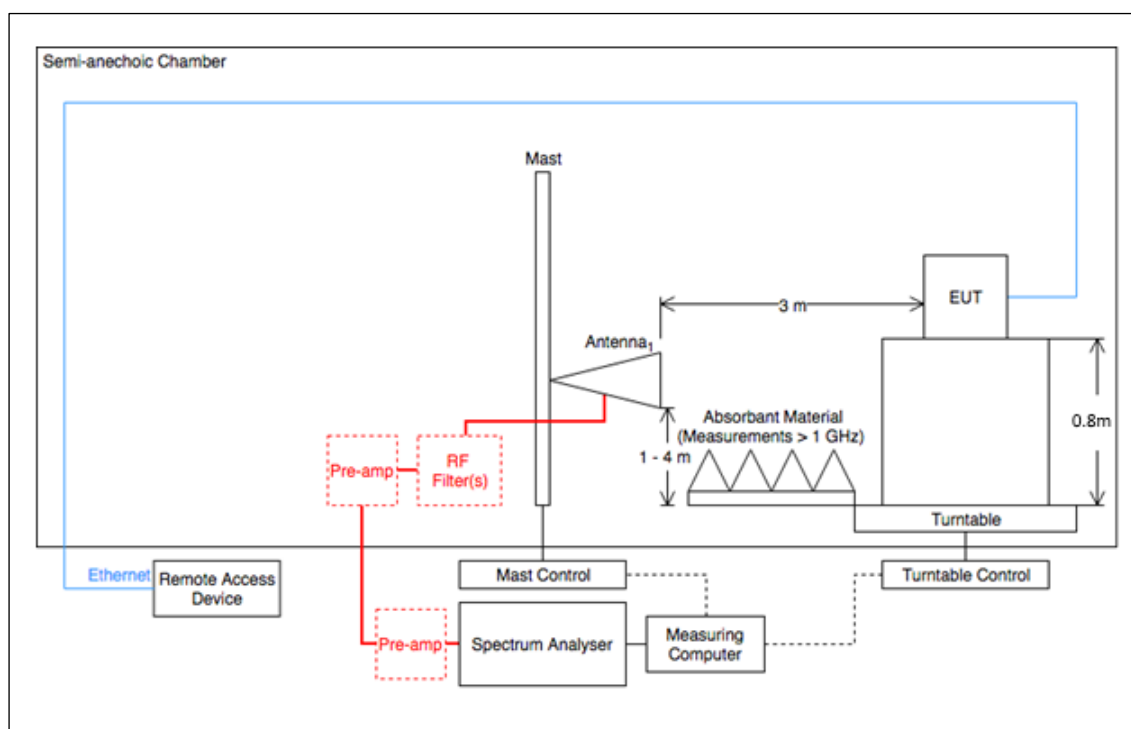 Semi-anechoic Chamber
Mast
EUT
3 m
Antenna1
Absorbant Material
(Measurements > 1 GHz)
0.8m
1 - 4 m
Pre-amp
RF
Filter(s)
Turntable
Ethernet
Remote Access
Device
Mast Control
Turntable Control
Pre-amp
Spectrum Analyser
Measuring
Computer